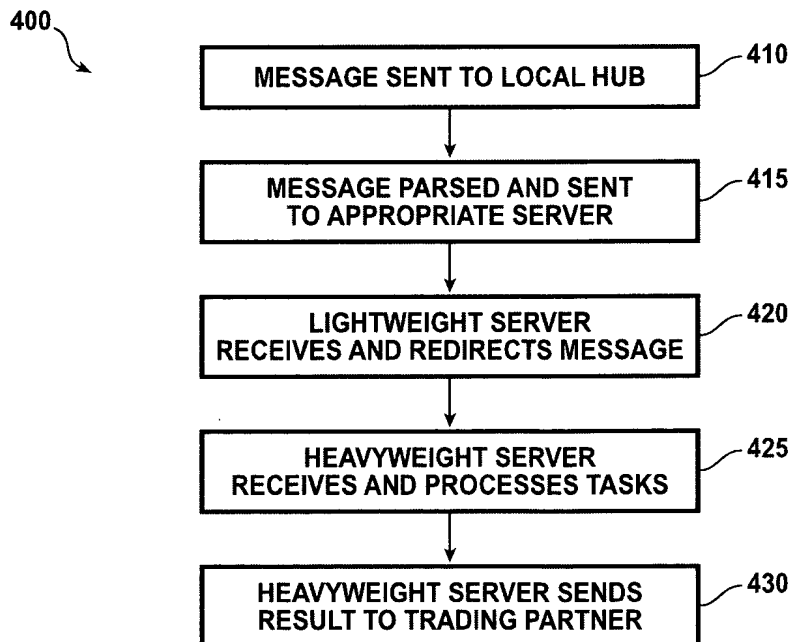 400
MESSAGE SENT TO LOCAL HUB
410
MESSAGE PARSED AND SENT
TO APPROPRIATE SERVER
415
LIGHTWEIGHT SERVER
RECEIVES AND REDIRECTS MESSAGE
420
HEAVYWEIGHT SERVER
RECEIVES AND PROCESSES TASKS
425
HEAVYWEIGHT SERVER SENDS
RESULT TO TRADING PARTNER
430